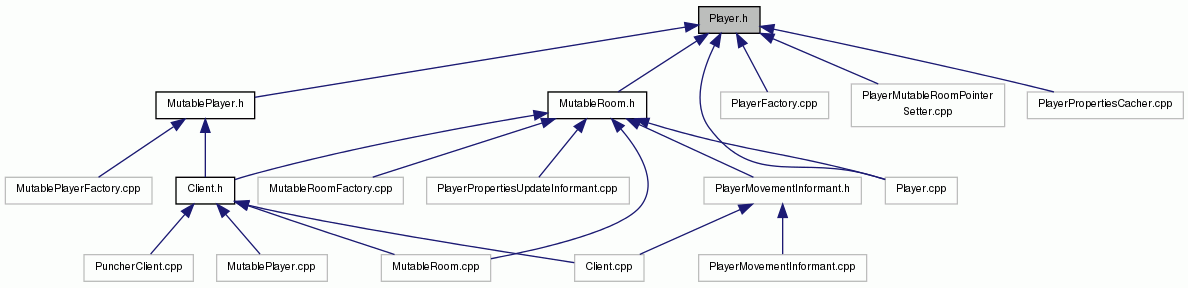 Player.h
MutablePlayer.h
MutableRoom.h
PlayerFactory.cpp
PlayerMutableRoomPointer
Setter.cpp
PlayerPropertiesCacher.cpp
MutablePlayerFactory.cpp
Client.h
MutableRoomFactory.cpp
PlayerPropertiesUpdateInformant.cpp
PlayerMovementInformant.h
Player.cpp
PuncherClient.cpp
MutablePlayer.cpp
MutableRoom.cpp
Client.cpp
PlayerMovementInformant.cpp